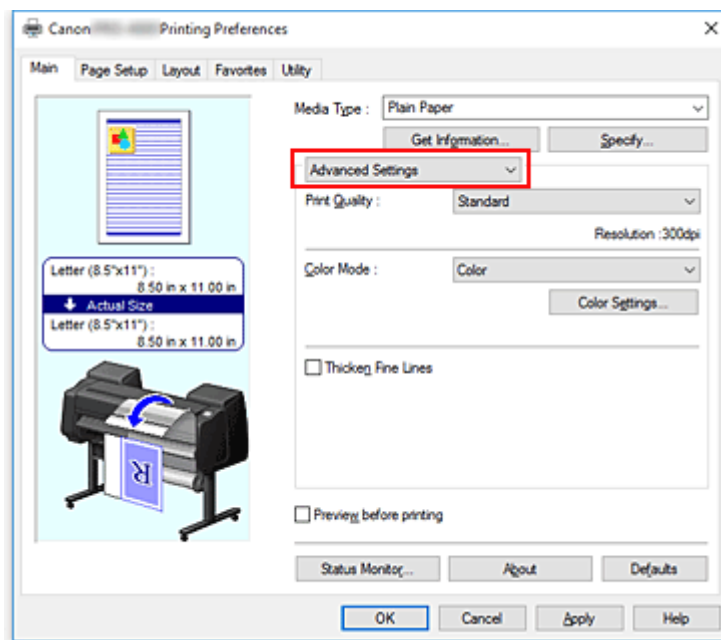 Canon Printing Preferences
Main Page Setup Layout Favorites Utility
Media Type : Plain Paper
Get Information... Specify...
Advanced Settings
Print Quality : Standard
Resolution :300dpi
Color Mode : Color
Color Settings...
Thicken Fine Lines
Letter (8.5"x11") :
8.50 in x 11.00 in
Actual Size
Letter (8.5"x11") :
8.50 in x 11.00 in
R
Preview before printing
Status Monitor... About Defaults
OK Cancel Apply Help